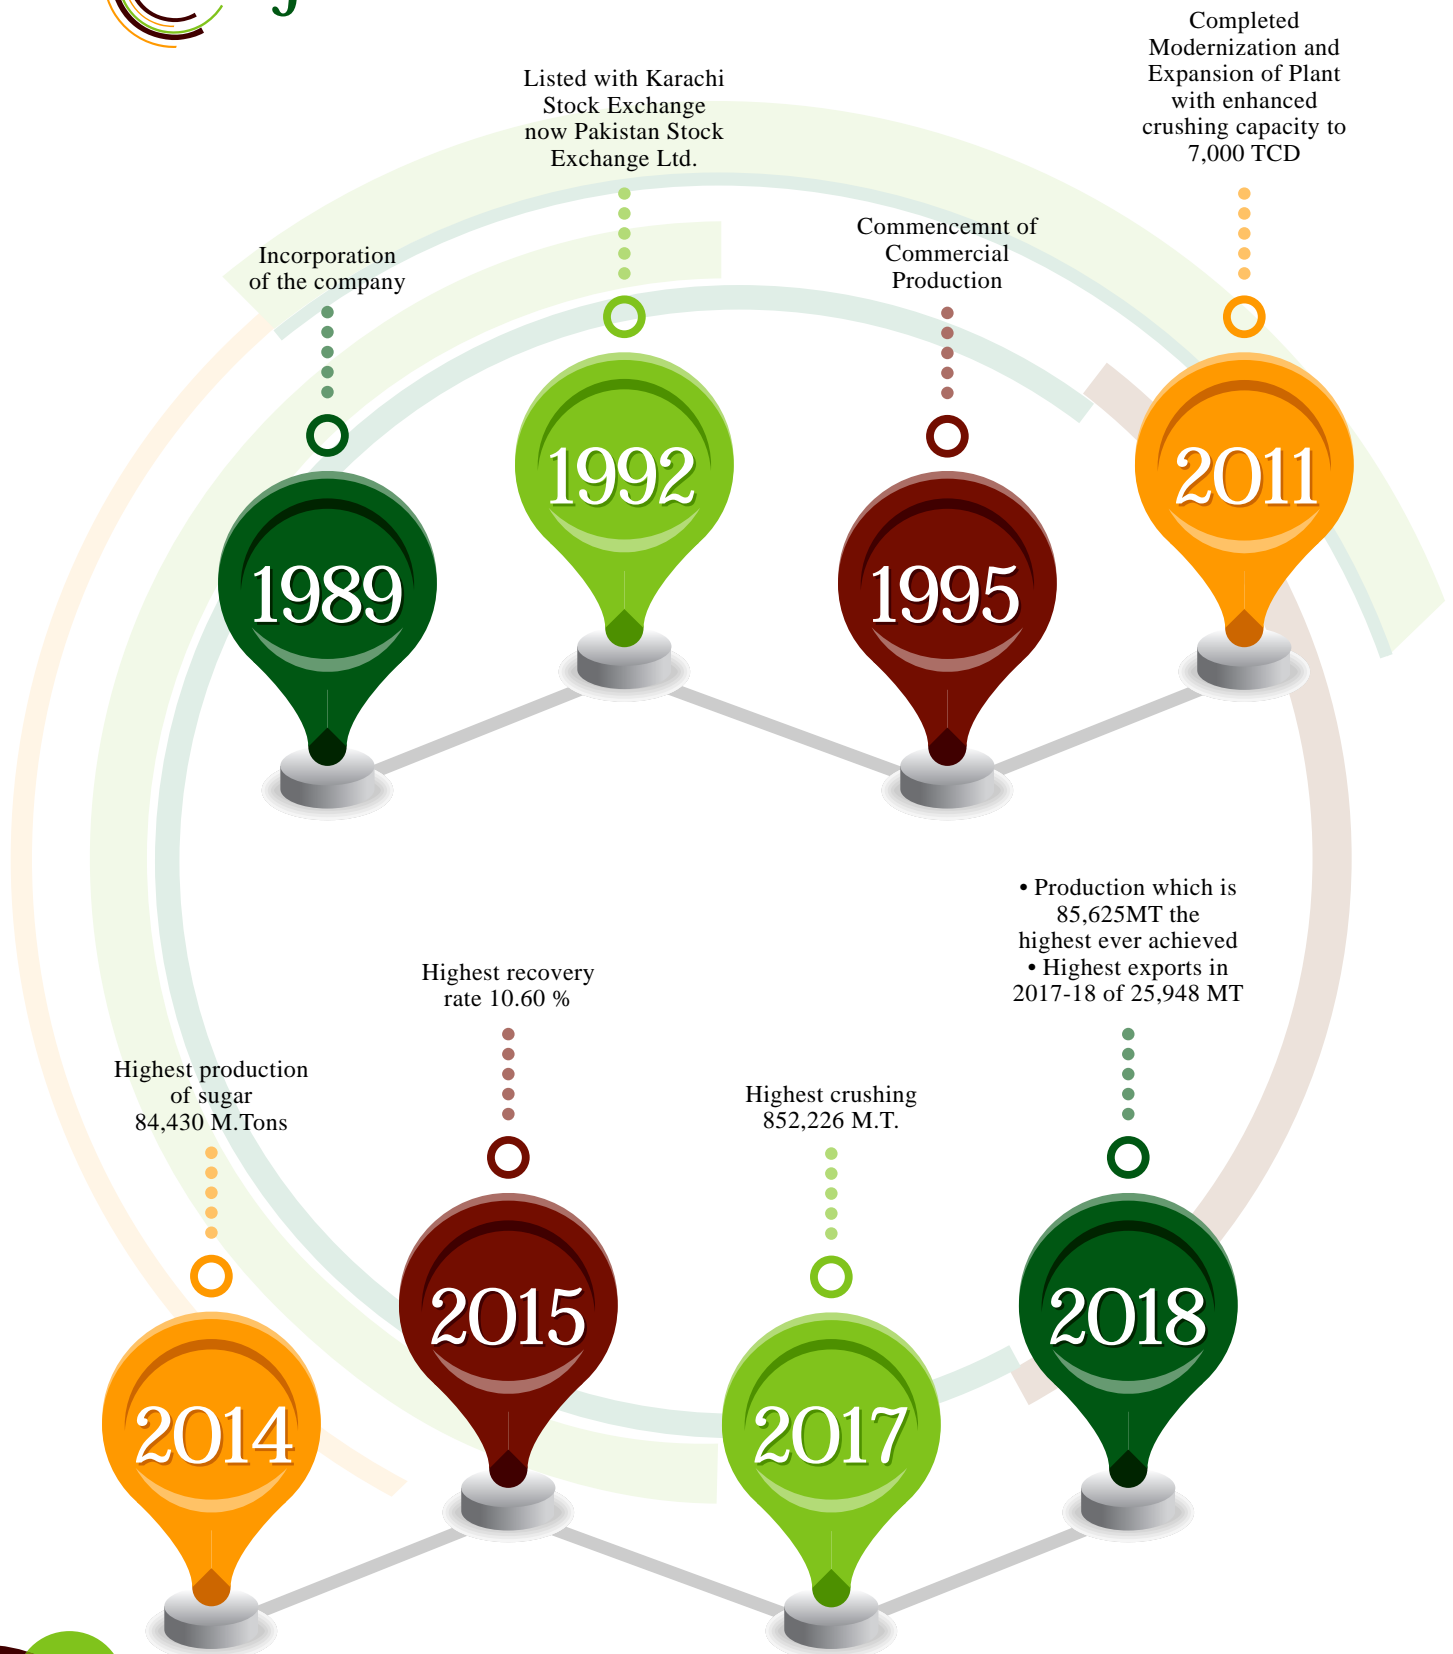 Incorporation
of the company
1989
Listed with Karachi
Stock Exchange
now Pakistan Stock
Exchange Ltd.
1992
Commencemnt of
Commercial
Production
1995
Completed
Modernization and
Expansion of Plant
with enhanced
crushing capacity to
7,000 TCD
2011
Highest production
of sugar
84,430 M.Tons
2014
Highest recovery
rate 10.60 %
2015
Highest crushing
852,226 M.T.
2017
• Production which is
85,625MT the
highest ever achieved
• Highest exports in
2017-18 of 25,948 MT
2018